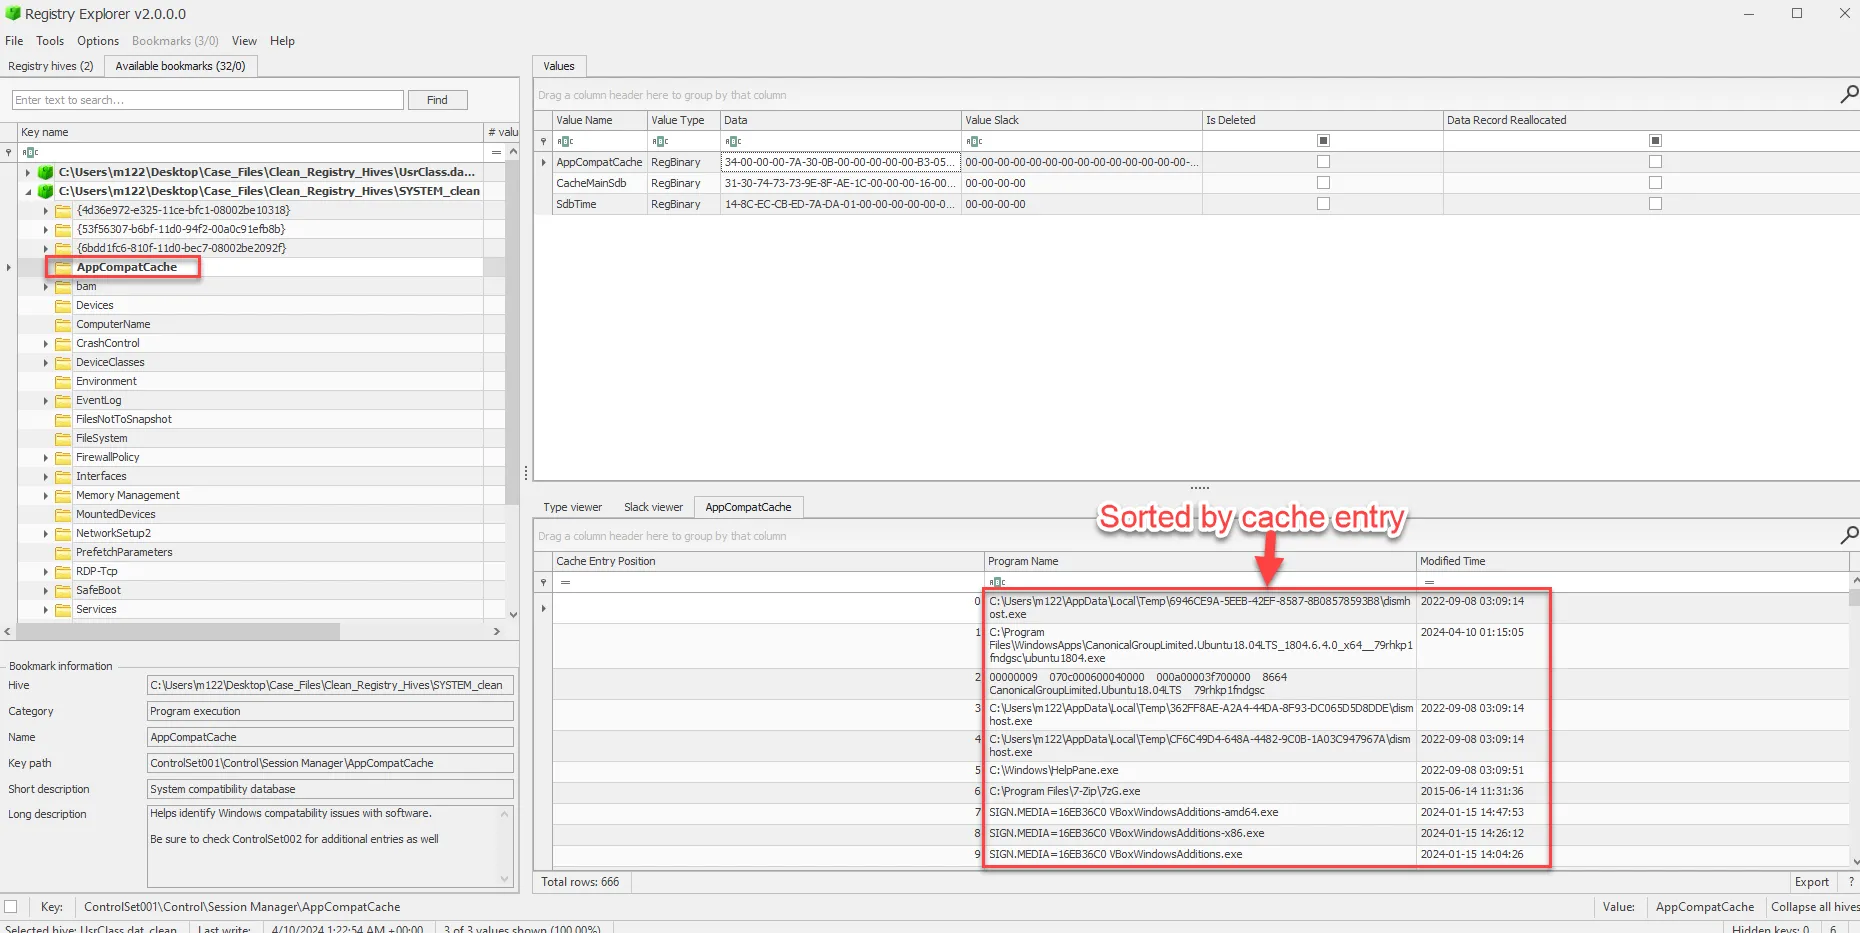 Registry Explorer v2.0.0.0
File Tools Options Bookmarks (3/0) View Help
Registry hives (2) Available bookmarks (32/0)
Enter text to search... Find
Key name # valu
C:\Users\m122\Desktop\Case_Files\Clean_Registry_Hives\UsrClass.da...
C:\Users\m122\Desktop\Case_Files\Clean_Registry_Hives\SYSTEM_clean
{4d36e972-e325-11ce-bfc1-08002be10318}
{53f56307-b6bf-11d0-94f2-00a0c91efb8b}
{6bdd1fc6-810f-11d0-bec7-08002be2092f}
AppCompatCache
bam
Devices
ComputerName
CrashControl
DeviceClasses
Environment
EventLog
FilesNotToSnapshot
FileSystem
FirewallPolicy
Interfaces
Memory Management
MountedDevices
NetworkSetup2
PrefetchParameters
RDP-Tcp
SafeBoot
Services
Bookmark information
Hive C:\Users\m122\Desktop\Case_Files\Clean_Registry_Hives\SYSTEM_clean
Category Program execution
Name AppCompatCache
Key path ControlSet001\Control\Session Manager\AppCompatCache
Short description System compatibility database
Long description Helps identify Windows compatability issues with software.
Be sure to check ControlSet002 for additional entries as well
Values
Drag a column header here to group by that column
Value Name Value Type Data Value Slack Is Deleted Data Record Reallocated
AppCompatCache RegBinary 34-00-00-00-7A-30-0B-00-00-00-00-00-B3-05... 00-00-00-00-00-00-00-00-00-00-00-00-00-00-...
CacheMainSdb RegBinary 31-30-74-73-73-9E-8F-AE-1C-00-00-00-16-00... 00-00-00-00
SdbTime RegBinary 14-8C-EC-CB-ED-7A-DA-01-00-00-00-00-00-0... 00-00-00-00
Type viewer Slack viewer AppCompatCache
Sorted by cache entry
Drag a column header here to group by that column
Cache Entry Position Program Name Modified Time
0 C:\Users\m122\AppData\Local\Temp\6946CE9A-5EEB-42EF-8587-8B08578593B8\dismh 2022-09-08 03:09:14
ost.exe
1 C:\Program 2024-04-10 01:15:05
Files\WindowsApps\CanonicalGroupLimited.Ubuntu18.04LTS_1804.6.4.0_x64__79rhkp1
fndgsc\ubuntu1804.exe
2 00000009 070c000600040000 000a00003f700000 8664
CanonicalGroupLimited.Ubuntu18.04LTS 79rhkp1fndgsc
3 C:\Users\m122\AppData\Local\Temp\362FF8AE-A2A4-44DA-8F93-DC065D5D8DDE\dism 2022-09-08 03:09:14
host.exe
4 C:\Users\m122\AppData\Local\Temp\CF6C49D4-648A-4482-9C0B-1A03C947967A\dism 2022-09-08 03:09:14
host.exe
5 C:\Windows\HelpPane.exe 2022-09-08 03:09:51
6 C:\Program Files\7-Zip\7zG.exe 2015-06-14 11:31:36
7 SIGN.MEDIA=16EB36C0 VBoxWindowsAdditions-amd64.exe 2024-01-15 14:47:53
8 SIGN.MEDIA=16EB36C0 VBoxWindowsAdditions-x86.exe 2024-01-15 14:26:12
9 SIGN.MEDIA=16EB36C0 VBoxWindowsAdditions.exe 2024-01-15 14:04:26
Total rows: 666 Export ?
Key: ControlSet001\Control\Session Manager\AppCompatCache Value: AppCompatCache Collapse all hives
Selected hive: UsrClass.dat_clean Last write: 4/10/2024 1:22:54 AM +00:00 3 of 3 values shown (100.00%) Hidden keys: 0 6